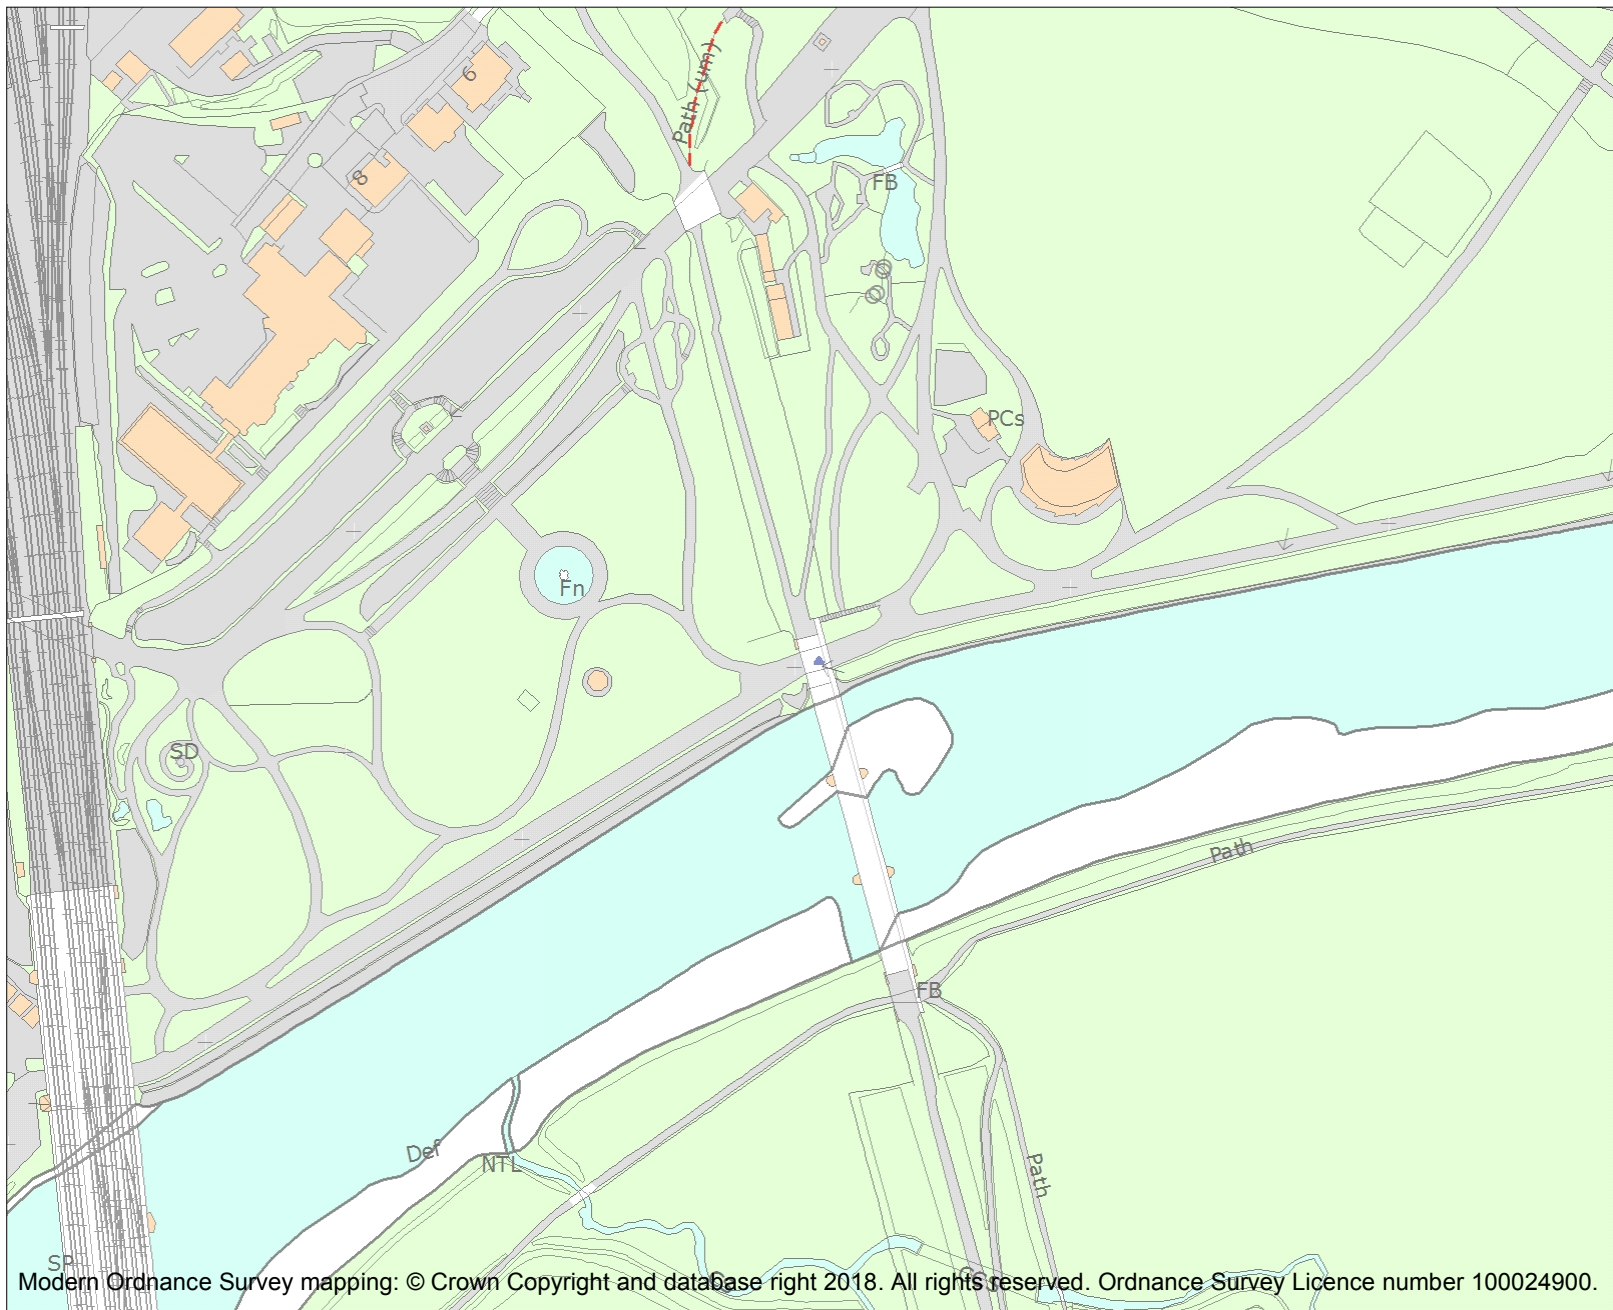 6
Path (um)
8
FB
PCs
Fn
SD
Path
FB
Def
NTL
Path
SP
Modern Ordnance Survey mapping: © Crown Copyright and database right 2018. All rights reserved. Ordnance Survey Licence number 100024900.